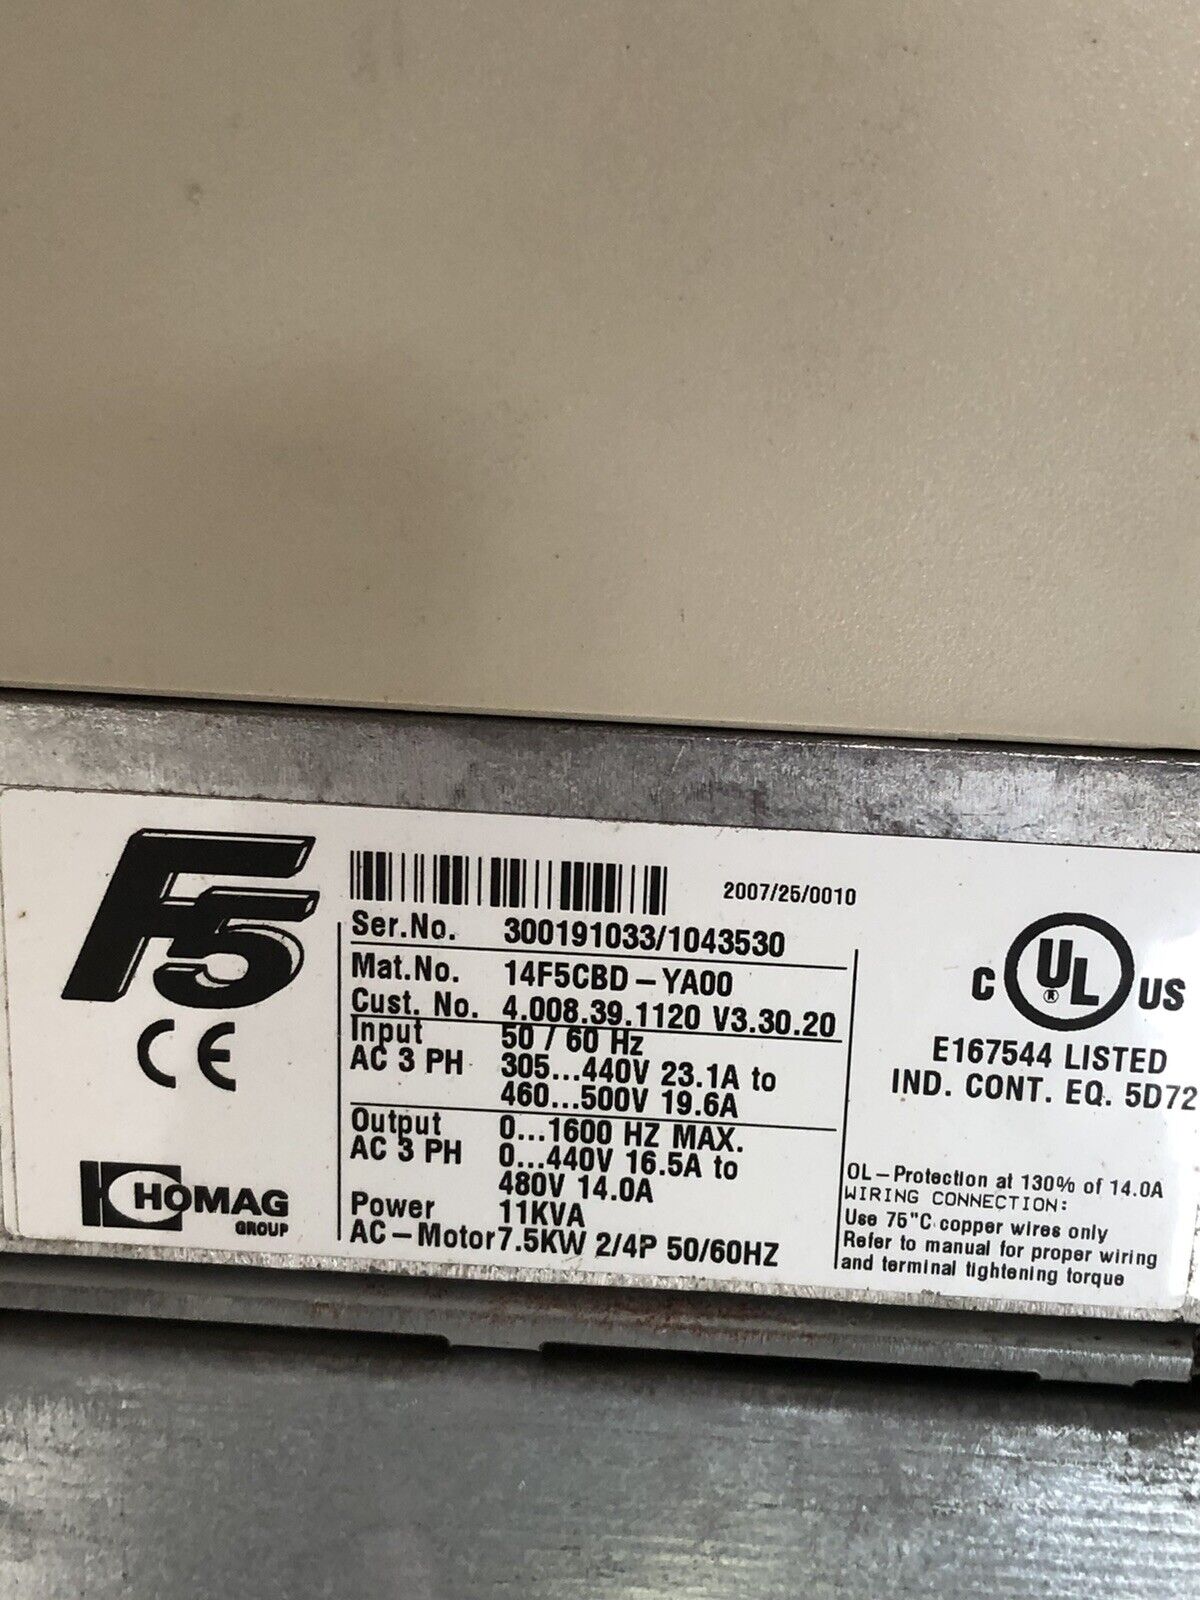 F5
2007/25/0010
Ser.No. 300191033/1043530
Mat.No. 14F5CBD-YA00
Cust. No. 4.008.39.1120 V3.30.20
Input 50 / 60 Hz
AC 3 PH 305...440V 23.1A to
460...500V 19.6A
Output 0...1600 HZ MAX.
AC 3 PH 0...440V 16.5A to
480V 14.0A
Power 11KVA
AC-Motor 7.5KW 2/4P 50/60HZ
CE
HOMAG
GROUP
C UL ® US
E167544 LISTED
IND. CONT. EQ. 5D72
OL-Protection at 130% of 14.0A
WIRING CONNECTION:
Use 75"C copper wires only
Refer to manual for proper wiring
and terminal tightening torque